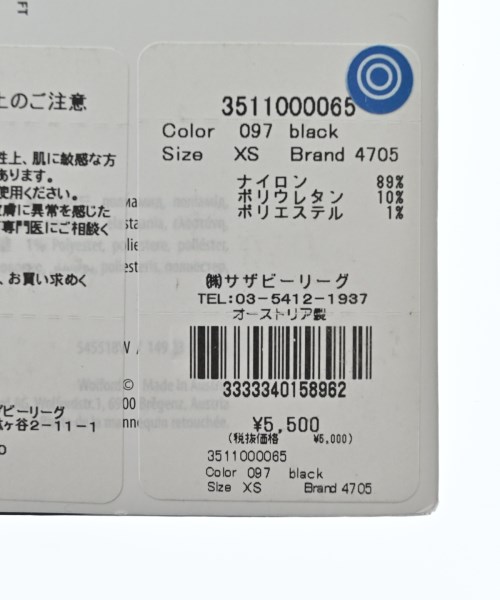 FT
上のご注意
性上、肌に敏感な方
あります。
使用ください。
皮膚に異常を感じた
専門医にご相談く
、お買い求めく
ビーリーグ
ヶ谷2-11-1
3511000065
Color 097 black
Size XS Brand 4705
ナイロン 89%
ポリウレタン 10%
ポリエステル 1%
㈱サザビーリーグ
TEL:03-5412-1937
オーストリア製
3333340158962
¥5,500
(税抜価格 ¥5,000)
3511000065
Color 097 black
Size XS Brand 4705